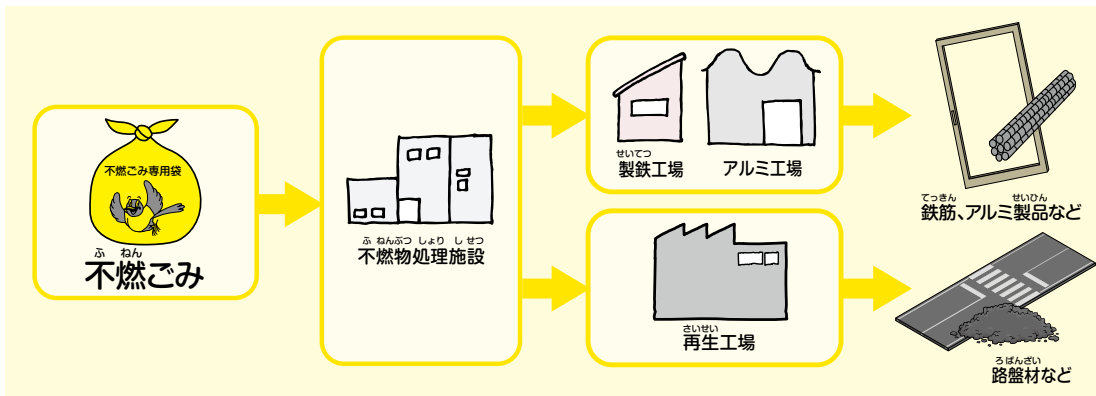 不燃ごみ専用袋
ふ ねん
不燃ごみ
ふ ねんぶつ しょり し せつ
不燃物処理施設
せいてつ
製鉄工場
アルミ工場
さいせい
再生工場
てっきん せいひん
鉄筋、アルミ製品など
ろばんざい
路盤材など